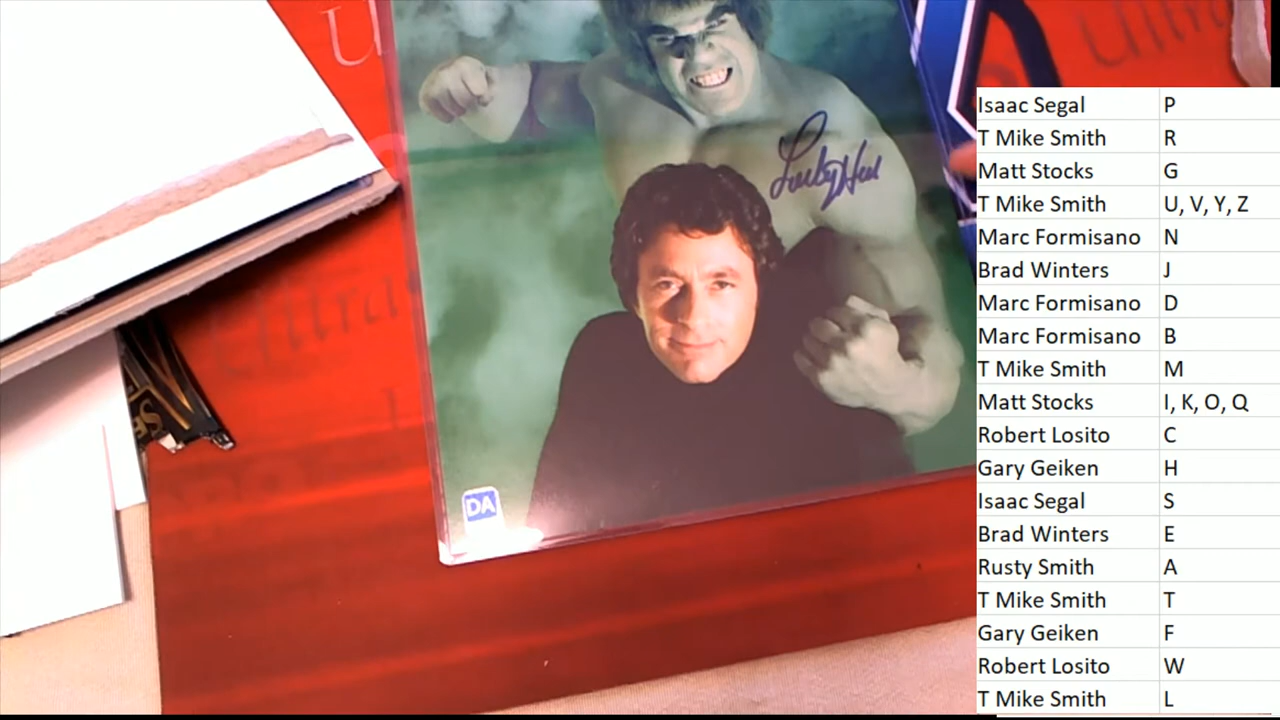 Isaac Segal P
T Mike Smith R
Matt Stocks G
T Mike Smith U, V, Y, Z
Marc Formisano N
Brad Winters J
Marc Formisano D
Marc Formisano B
T Mike Smith M
Matt Stocks I, K, O, Q
Robert Losito C
Gary Geiken H
Isaac Segal S
Brad Winters E
Rusty Smith A
T Mike Smith T
Gary Geiken F
Robert Losito W
T Mike Smith L
DA